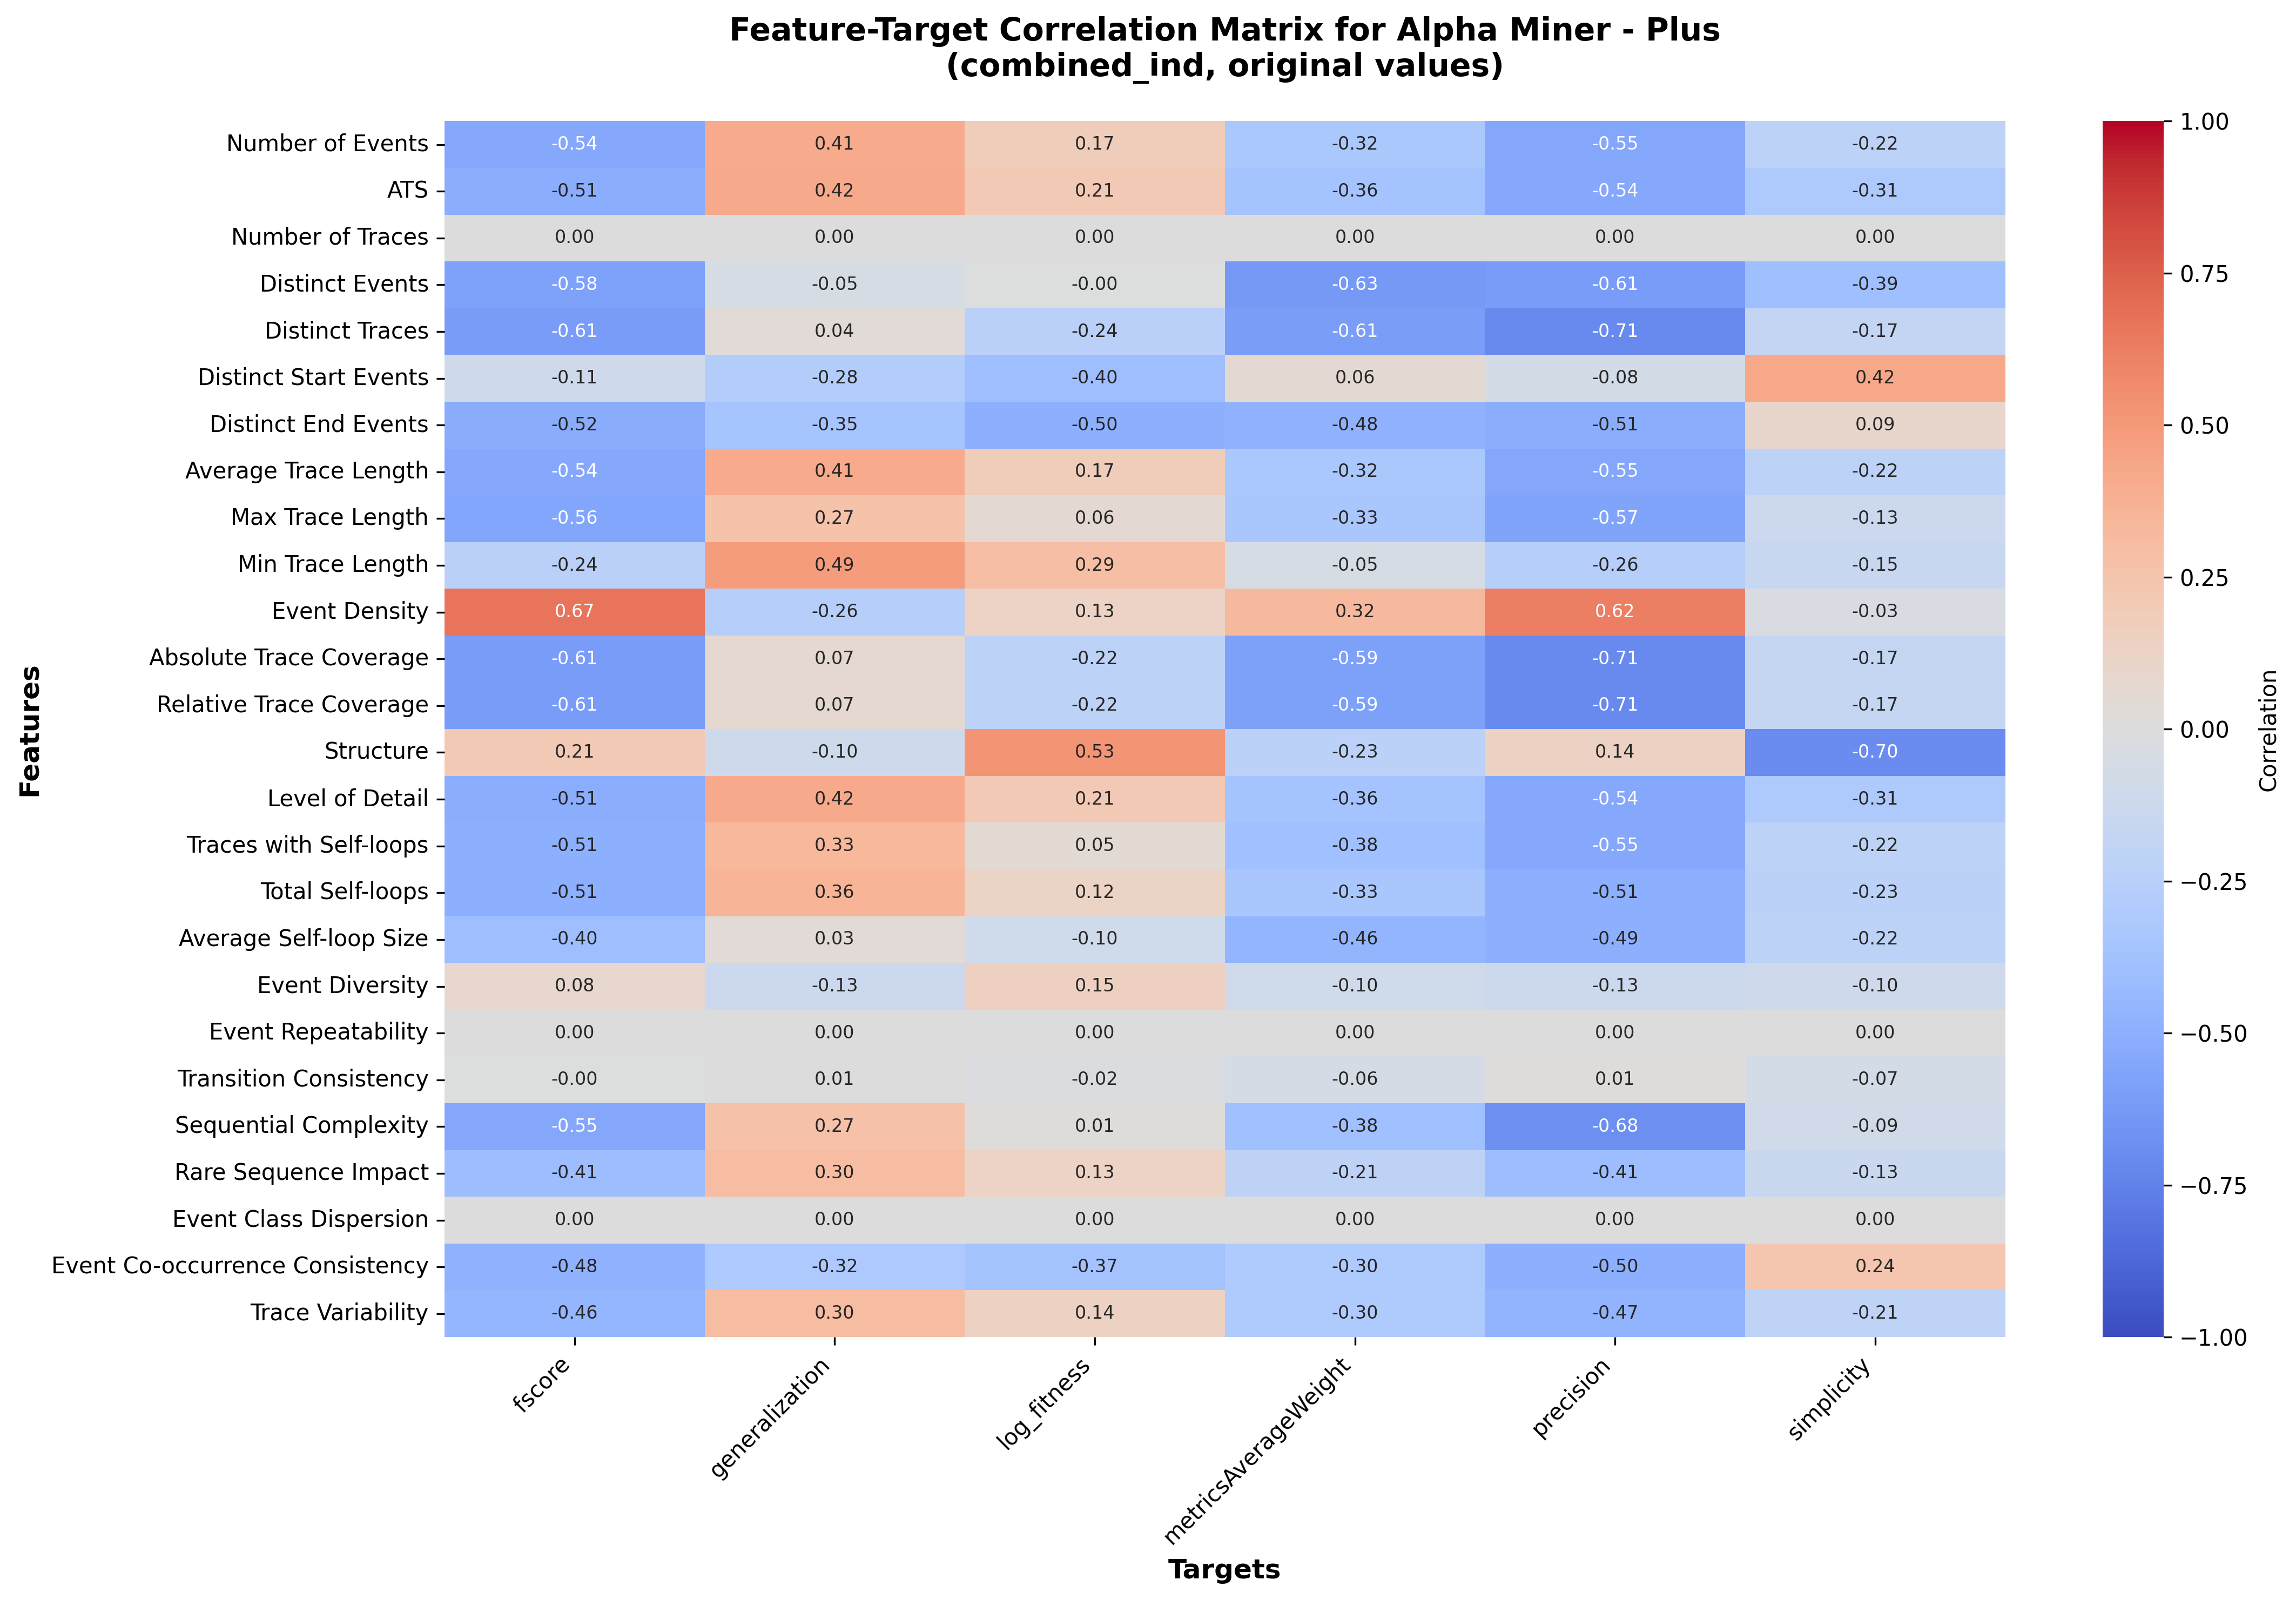 Feature-Target Correlation Matrix for Alpha Miner - Plus
(combined_ind, original values)
Features
Number of Events -0.54 0.41 0.17 -0.32 -0.55 -0.22
ATS -0.51 0.42 0.21 -0.36 -0.54 -0.31
Number of Traces 0.00 0.00 0.00 0.00 0.00 0.00
Distinct Events -0.58 -0.05 -0.00 -0.63 -0.61 -0.39
Distinct Traces -0.61 0.04 -0.24 -0.61 -0.71 -0.17
Distinct Start Events -0.11 -0.28 -0.40 0.06 -0.08 0.42
Distinct End Events -0.52 -0.35 -0.50 -0.48 -0.51 0.09
Average Trace Length -0.54 0.41 0.17 -0.32 -0.55 -0.22
Max Trace Length -0.56 0.27 0.06 -0.33 -0.57 -0.13
Min Trace Length -0.24 0.49 0.29 -0.05 -0.26 -0.15
Event Density 0.67 -0.26 0.13 0.32 0.62 -0.03
Absolute Trace Coverage -0.61 0.07 -0.22 -0.59 -0.71 -0.17
Relative Trace Coverage -0.61 0.07 -0.22 -0.59 -0.71 -0.17
Structure 0.21 -0.10 0.53 -0.23 0.14 -0.70
Level of Detail -0.51 0.42 0.21 -0.36 -0.54 -0.31
Traces with Self-loops -0.51 0.33 0.05 -0.38 -0.55 -0.22
Total Self-loops -0.51 0.36 0.12 -0.33 -0.51 -0.23
Average Self-loop Size -0.40 0.03 -0.10 -0.46 -0.49 -0.22
Event Diversity 0.08 -0.13 0.15 -0.10 -0.13 -0.10
Event Repeatability 0.00 0.00 0.00 0.00 0.00 0.00
Transition Consistency -0.00 0.01 -0.02 -0.06 0.01 -0.07
Sequential Complexity -0.55 0.27 0.01 -0.38 -0.68 -0.09
Rare Sequence Impact -0.41 0.30 0.13 -0.21 -0.41 -0.13
Event Class Dispersion 0.00 0.00 0.00 0.00 0.00 0.00
Event Co-occurrence Consistency -0.48 -0.32 -0.37 -0.30 -0.50 0.24
Trace Variability -0.46 0.30 0.14 -0.30 -0.47 -0.21
fscore generalization log_fitness metricsAverageWeight precision simplicity
Targets
1.00
0.75
0.50
0.25
0.00
−0.25
−0.50
−0.75
−1.00
Correlation